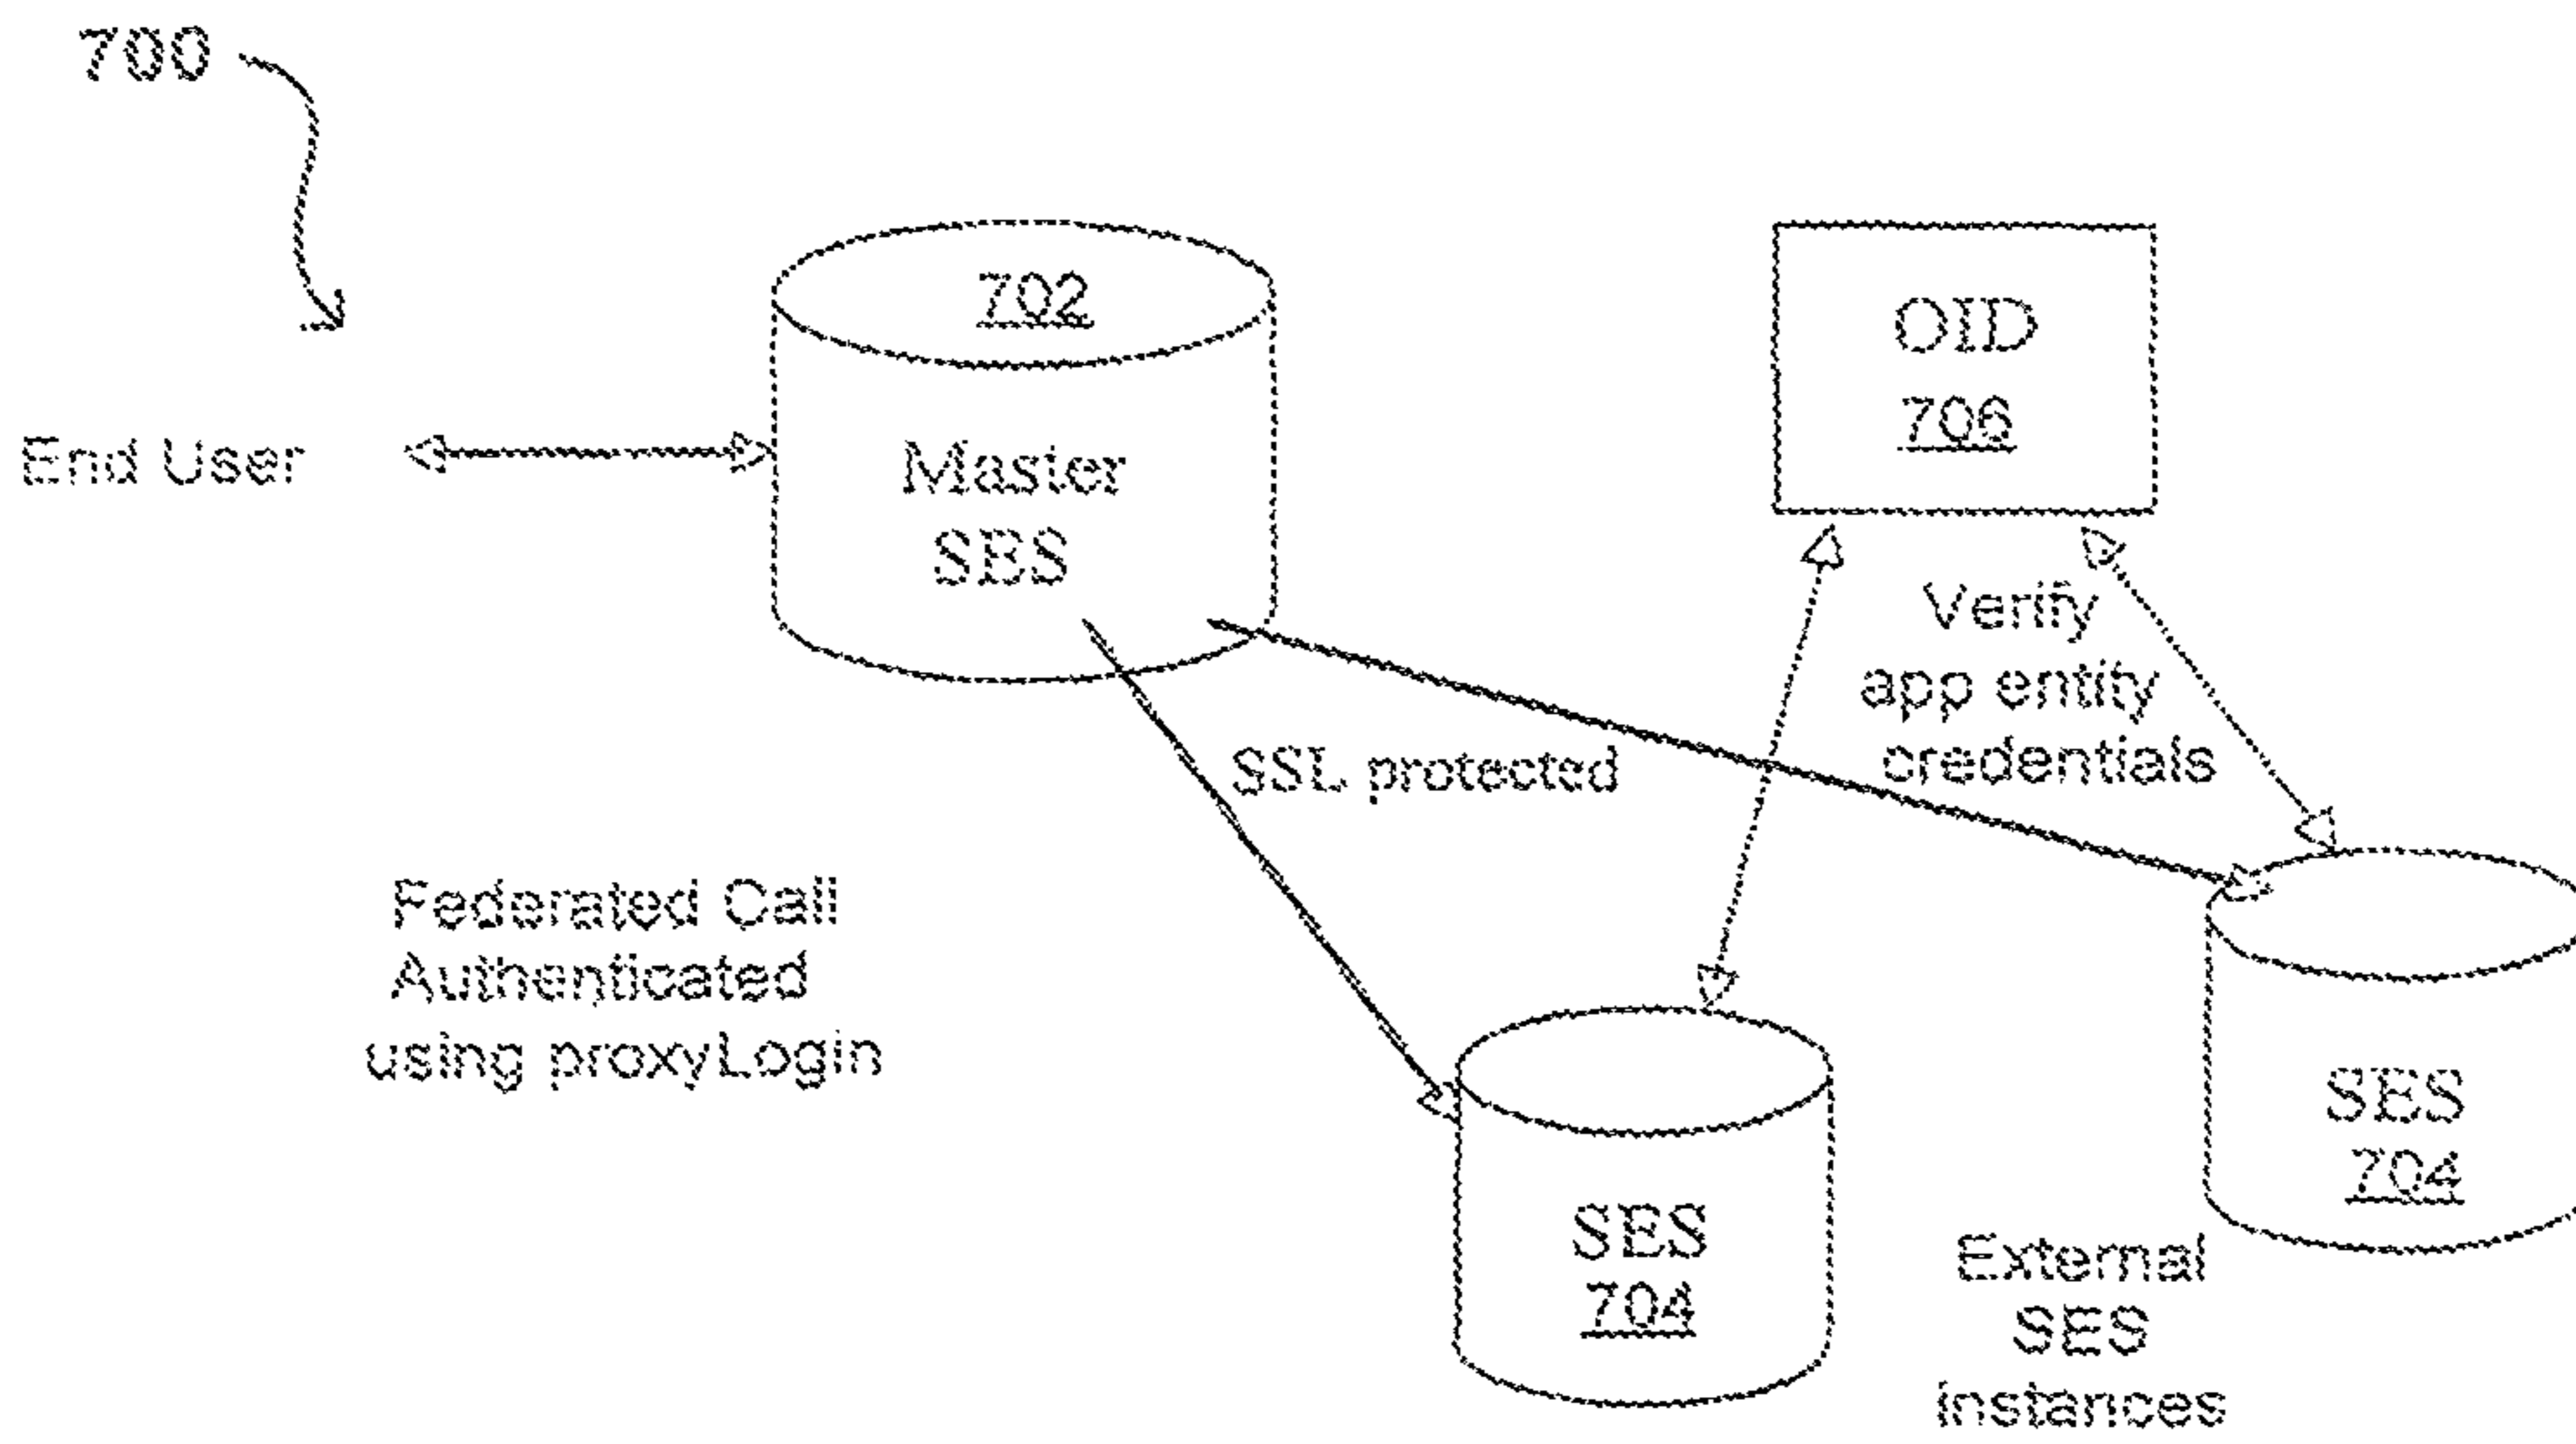 700
702
Master
SES
End User
OID
706
Verify
app entity
credentials
SSL protected
Federated Call
Authenticated
using proxyLogin
SES
704
SES
704
External
SES
instances